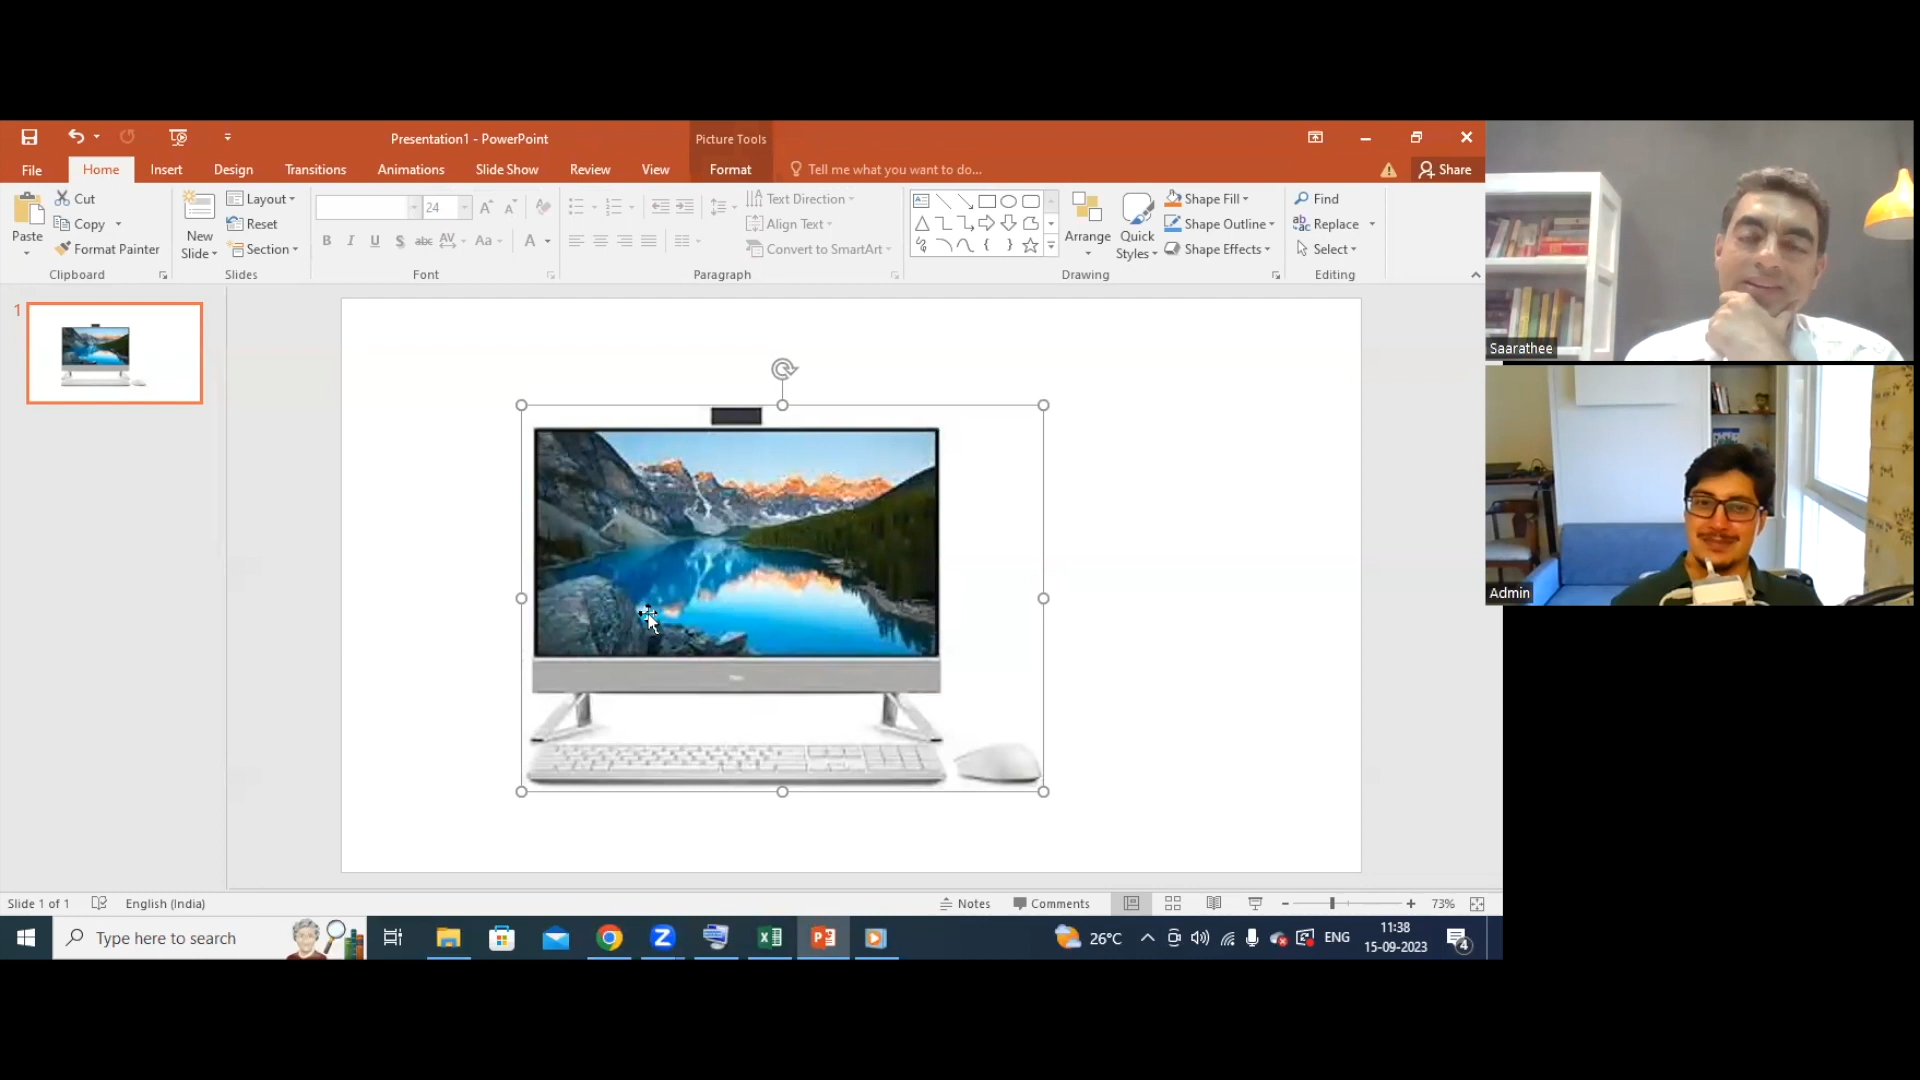 Presentation1 - PowerPoint
Picture Tools
File
Home
Insert
Design
Transitions
Animations
Slide Show
Review
View
Format
Tell me what you want to do...
Share
Paste
Cut
Copy
Format Painter
Clipboard
New
Slide
Layout
Reset
Section
Slides
24
B I U S abc AV Aa A
Font
Text Direction
Align Text
Convert to SmartArt
Paragraph
Arrange
Quick
Styles
Shape Fill
Shape Outline
Shape Effects
Drawing
Find
Replace
Select
Editing
1
Saarathee
Admin
Slide 1 of 1
English (India)
Notes
Comments
73%
Type here to search
26°C
ENG
11:38
15-09-2023
4